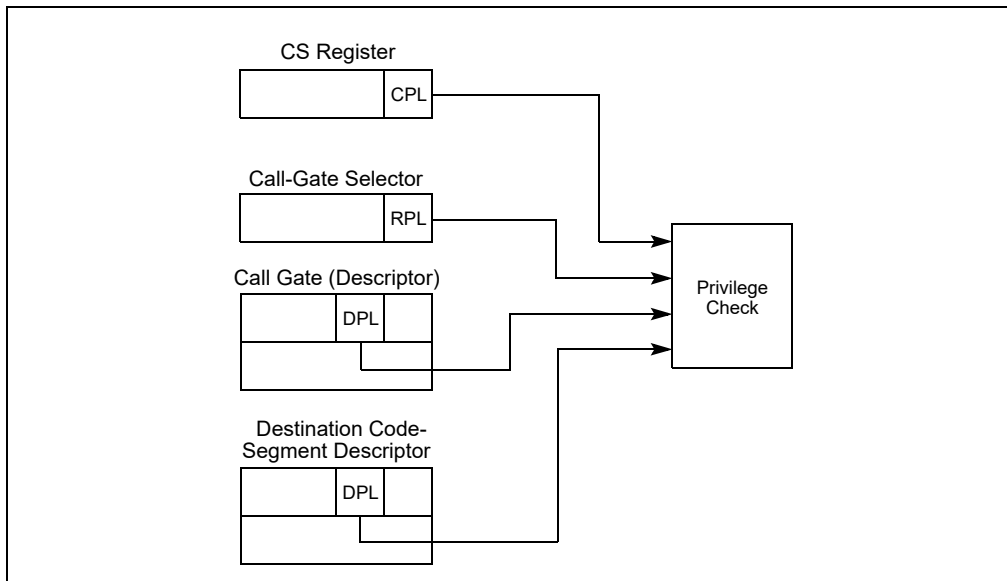 CS Register
CPL
Call-Gate Selector
RPL
Call Gate (Descriptor)
DPL
Privilege
Check
Destination Code-
Segment Descriptor
DPL